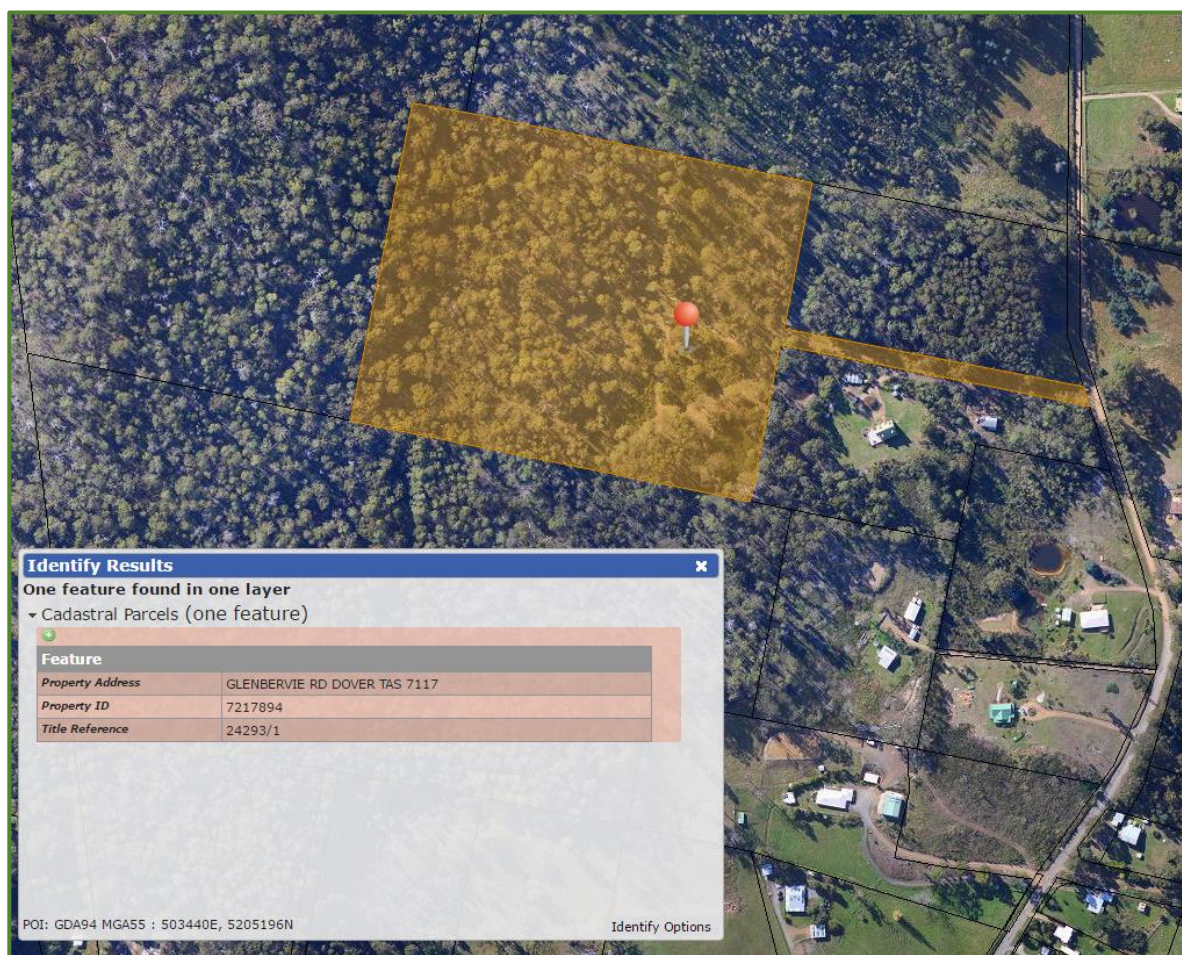 Identify Results
One feature found in one layer
Cadastral Parcels (one feature)
Feature
Property Address GLENBERVIE RD DOVER TAS 7117
Property ID 7217894
Title Reference 24293/1
POI: GDA94 MGA55 : 503440E, 5205196N
Identify Options